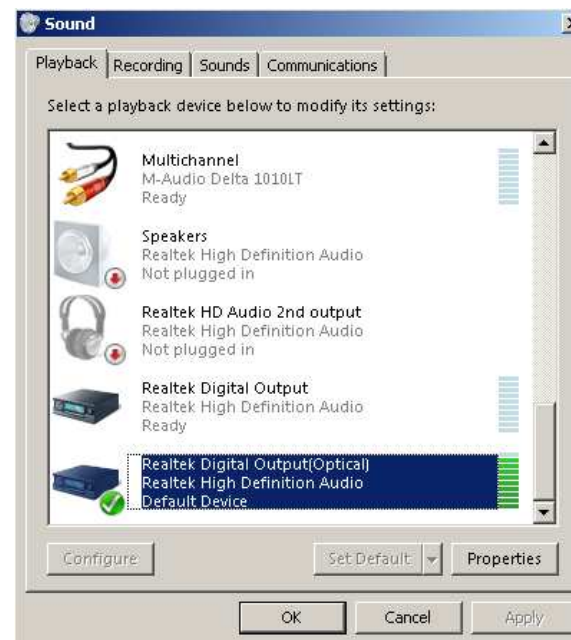 Sound
Playback Recording Sounds Communications
Select a playback device below to modify its settings:
Multichannel
M-Audio Delta 1010LT
Ready
Speakers
Realtek High Definition Audio
Not plugged in
Realtek HD Audio 2nd output
Realtek High Definition Audio
Not plugged in
Realtek Digital Output
Realtek High Definition Audio
Ready
Realtek Digital Output(Optical)
Realtek High Definition Audio
Default Device
Configure Set Default Properties
OK Cancel Apply